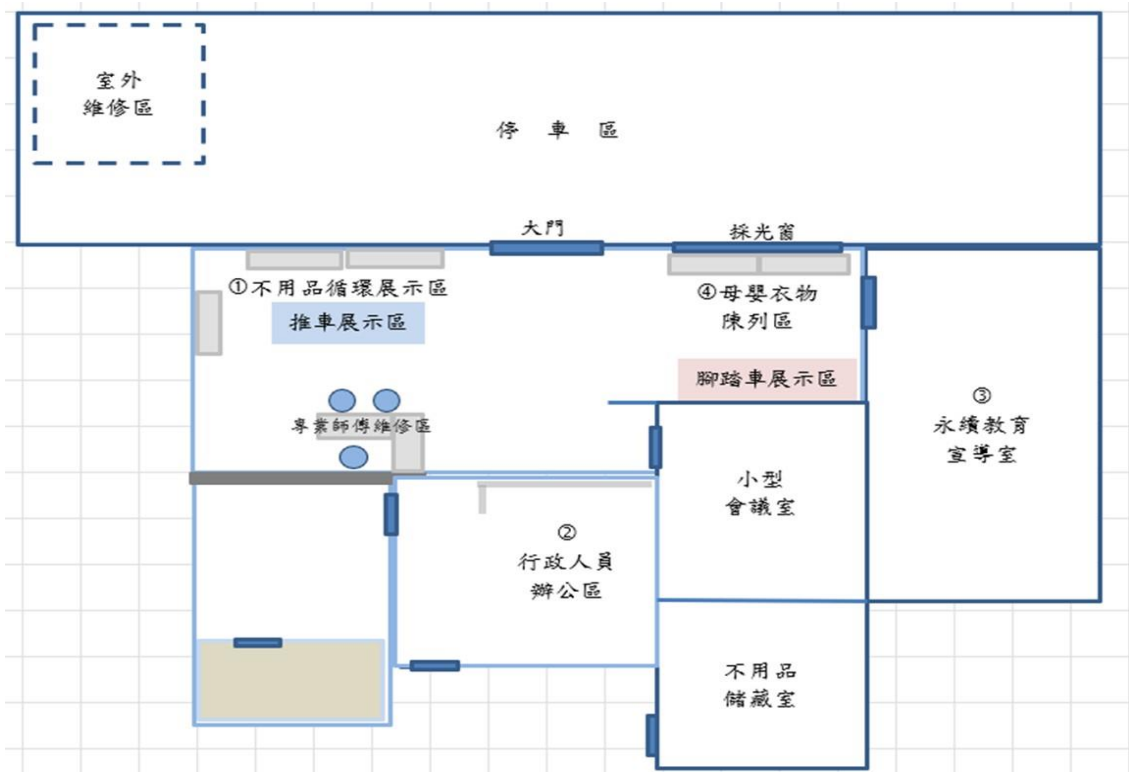 室外
維修區
停 車 區
大門
採光窗
①不用品循環展示區
推車展示區
④母嬰衣物
陳列區
腳踏車展示區
專業師傅維修區
③
永續教育
宣導室
小型
會議室
②
行政人員
辦公區
不用品
儲藏室